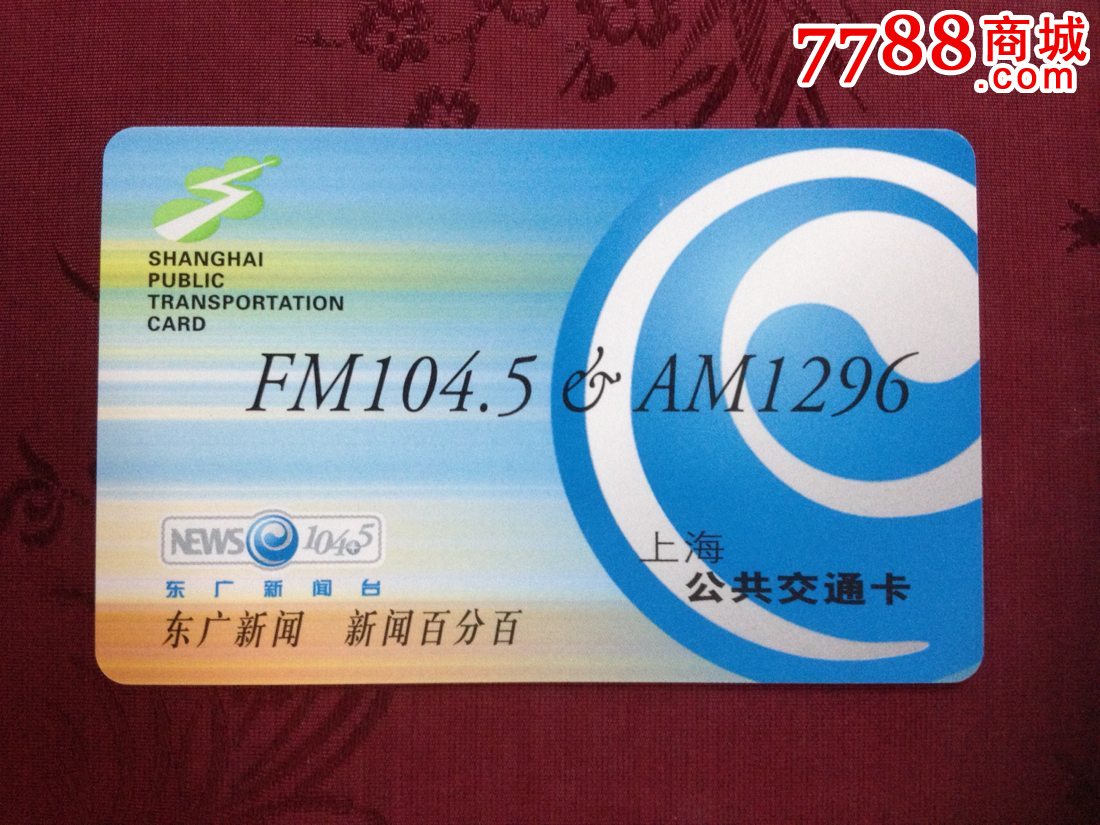 7788商城
.com
SHANGHAI
PUBLIC
TRANSPORTATION
CARD
FM104.5 & AM1296
NEWS 104.5
东广新闻台
东广新闻 新闻百分百
上海
公共交通卡